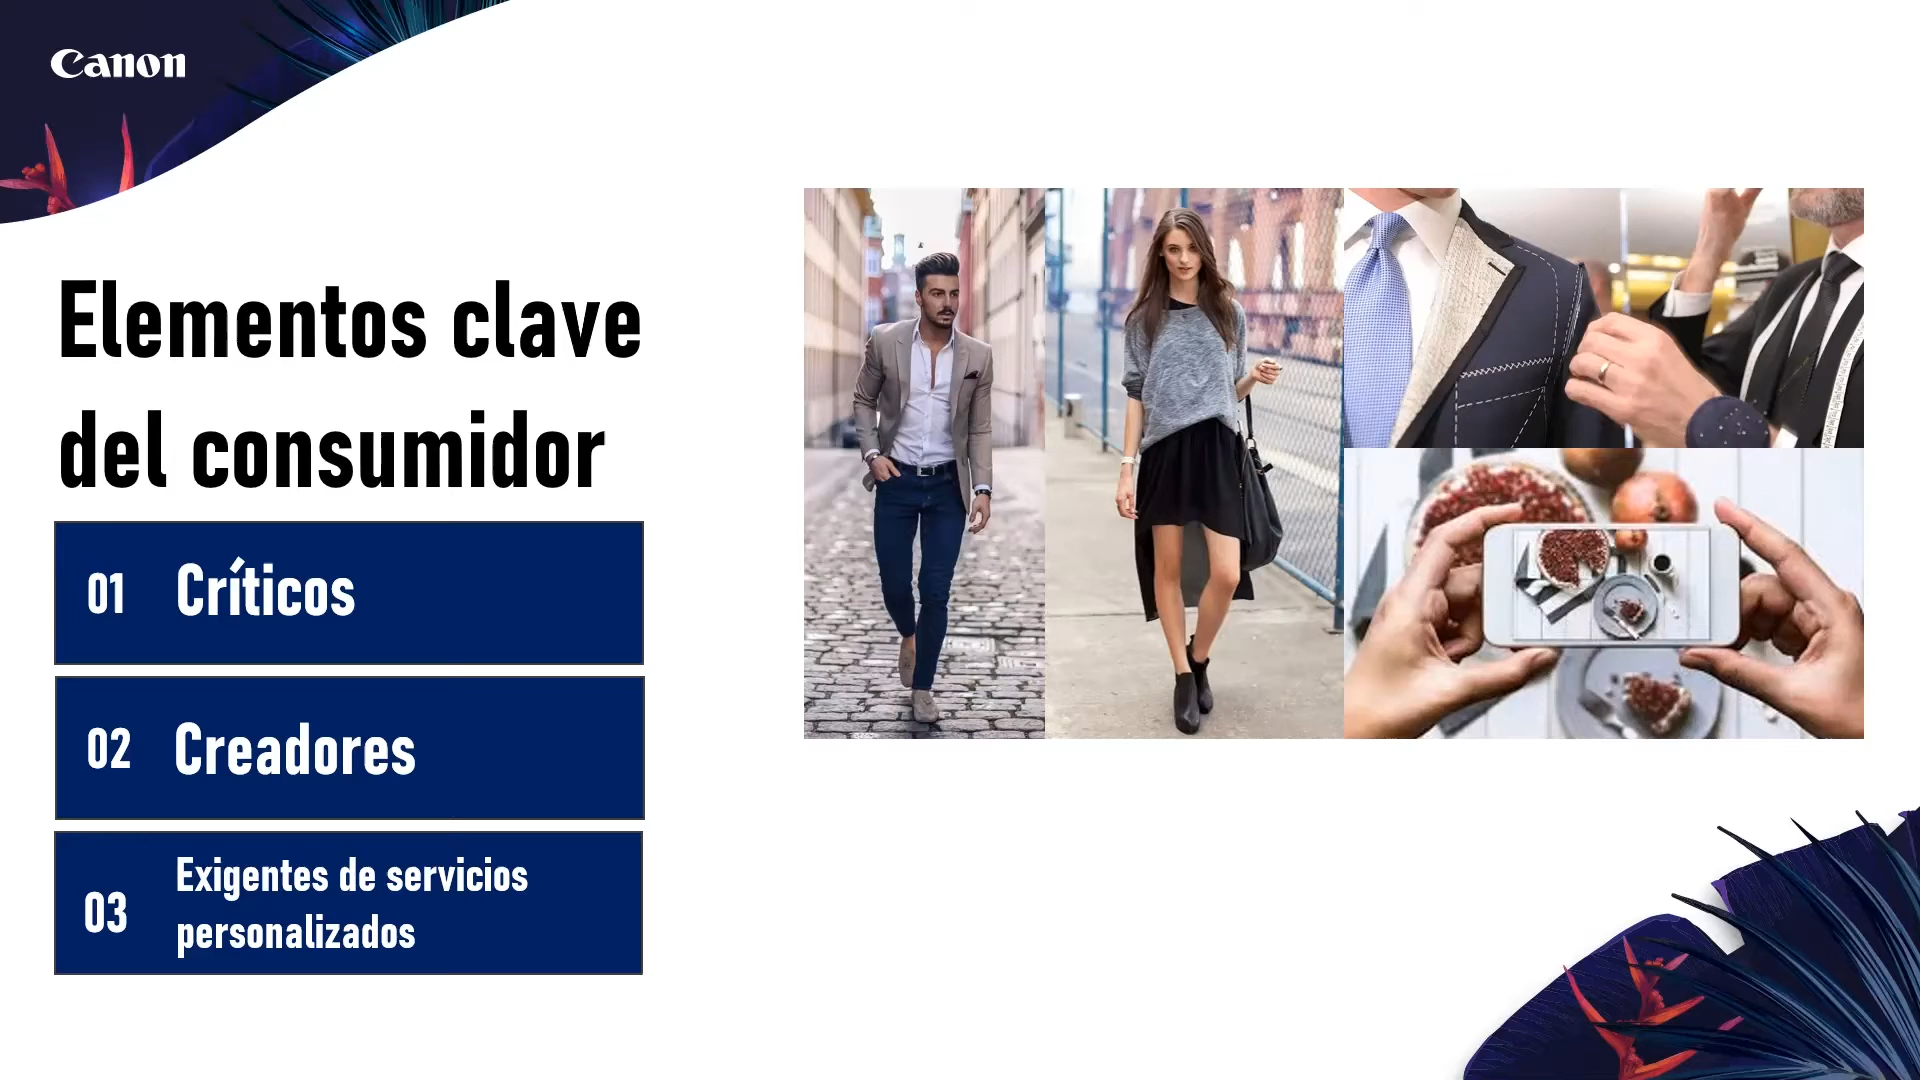 Canon
Elementos clave
del consumidor
01 Críticos
02 Creadores
03 Exigentes de servicios
personalizados